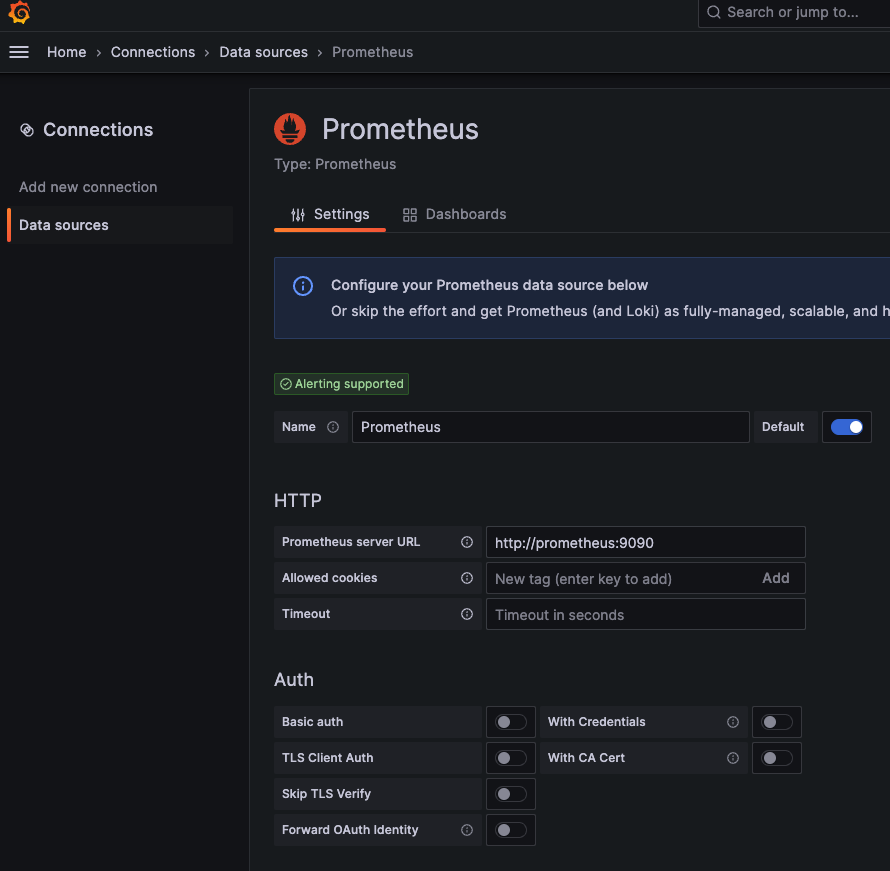 Search or jump to...
Home › Connections › Data sources › Prometheus
Connections
Add new connection
Data sources
Prometheus
Type: Prometheus
Settings Dashboards
Configure your Prometheus data source below
Or skip the effort and get Prometheus (and Loki) as fully-managed, scalable, and h
Alerting supported
Name Prometheus Default
HTTP
Prometheus server URL http://prometheus:9090
Allowed cookies New tag (enter key to add) Add
Timeout Timeout in seconds
Auth
Basic auth With Credentials
TLS Client Auth With CA Cert
Skip TLS Verify
Forward OAuth Identity